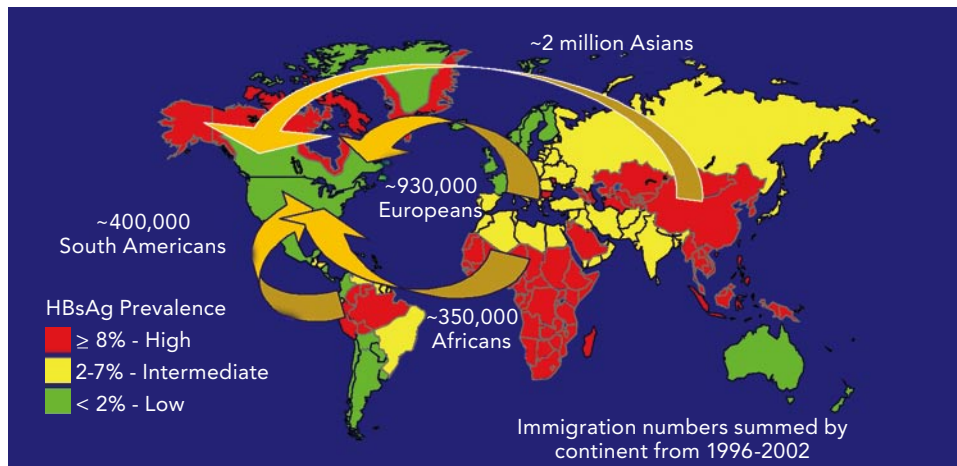 ~2 million Asians
~930,000
Europeans
~400,000
South Americans
~350,000
Africans
HBsAg Prevalence
≥ 8% - High
2-7% - Intermediate
< 2% - Low
Immigration numbers summed by
continent from 1996-2002